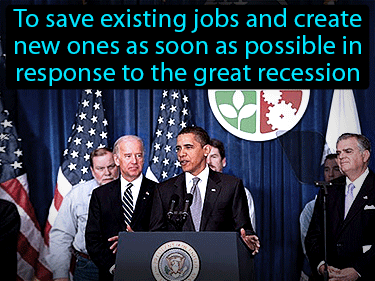 To save existing jobs and create
new ones as soon as possible in
response to the great recession